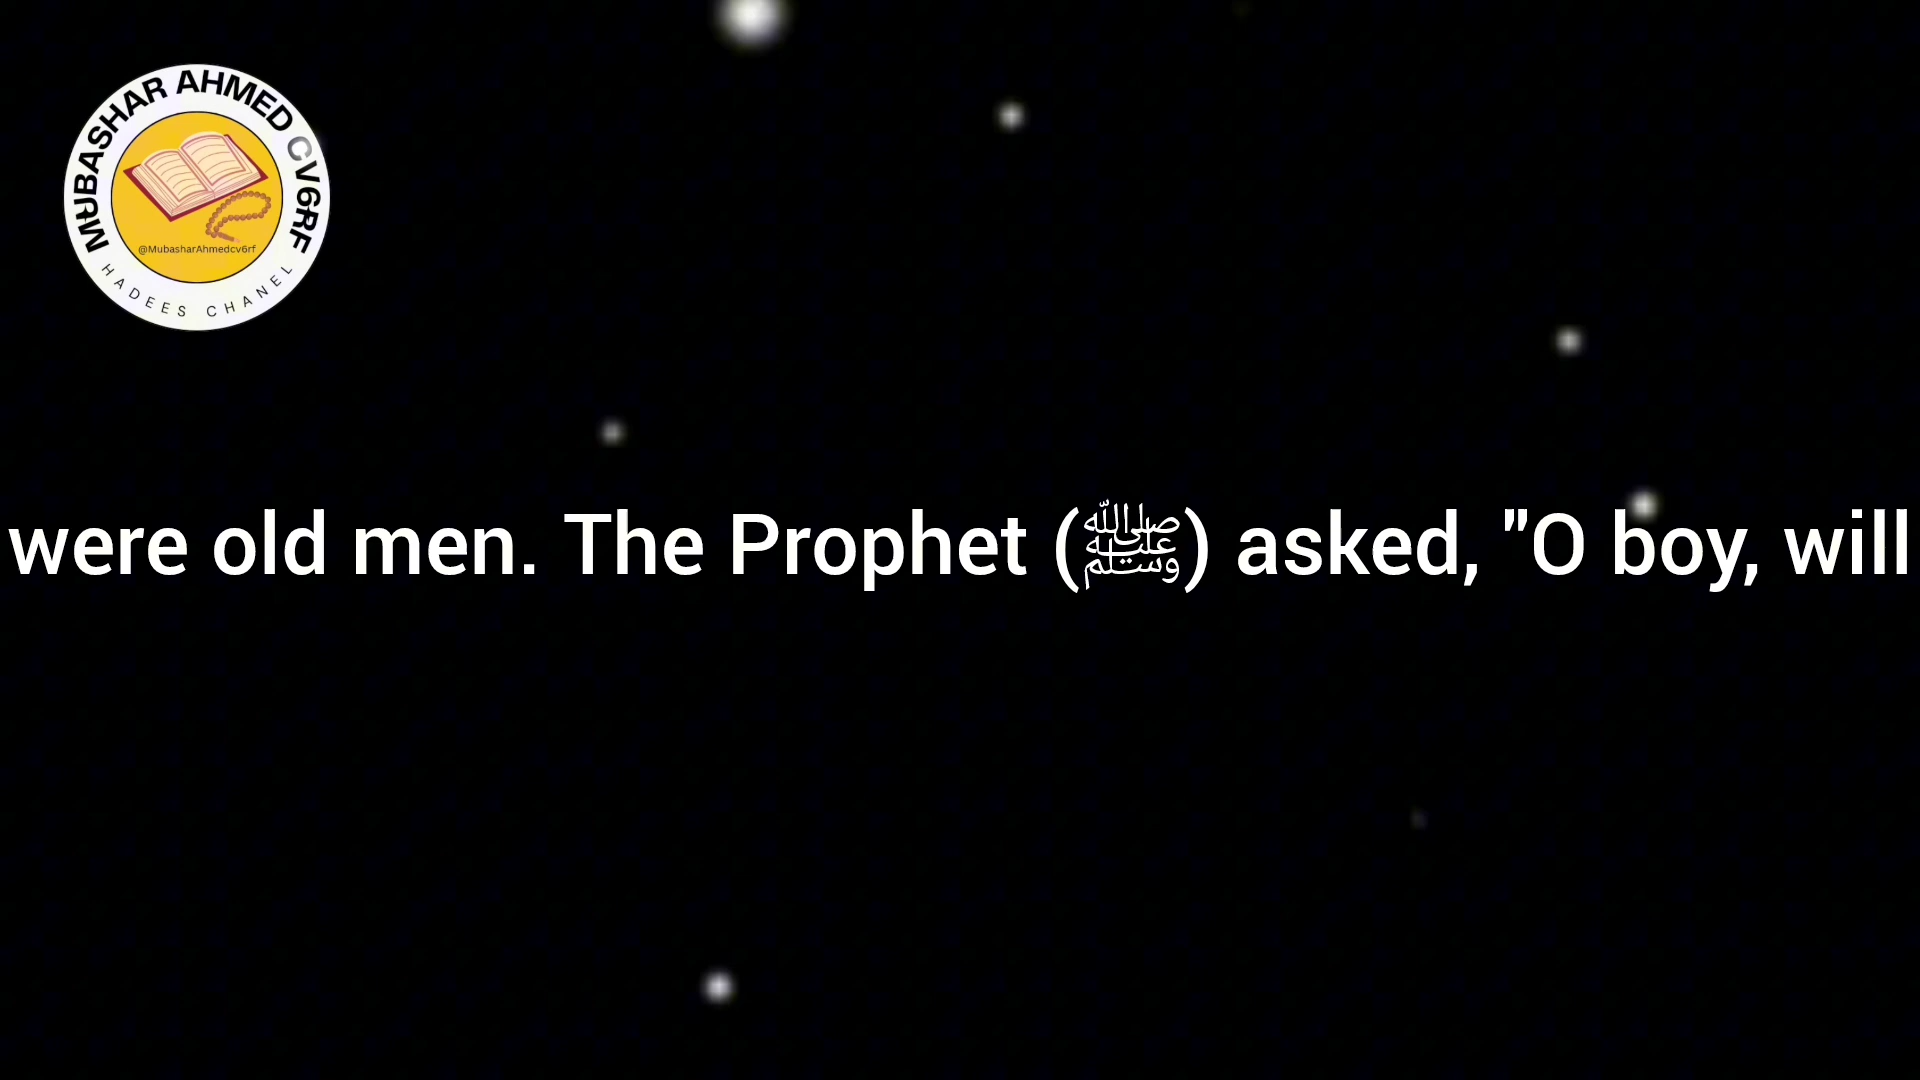 MUBASHAR AHMED CV6RF
@MubasharAhmedcv6rf
HADEES CHANEL
were old men. The Prophet (ﷺ) asked, "O boy, will